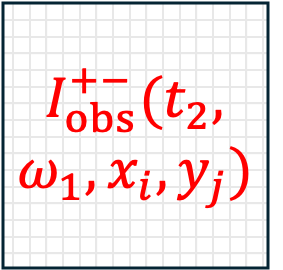 I_obs^{+−}(t_2,
ω_1, x_i, y_j)